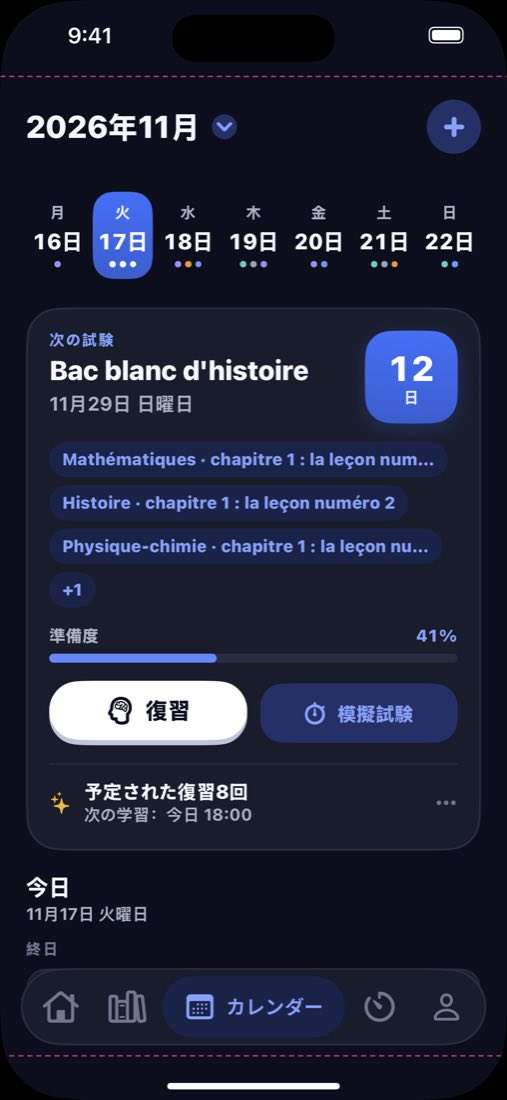 9:41
2026年11月
月 火 水 木 金 土 日
16日 17日 18日 19日 20日 21日 22日
次の試験
Bac blanc d'histoire
11月29日 日曜日
12
日
Mathématiques · chapitre 1 : la leçon num...
Histoire · chapitre 1 : la leçon numéro 2
Physique-chimie · chapitre 1 : la leçon nu...
+1
準備度 41%
復習 模擬試験
予定された復習8回
次の学習: 今日 18:00
今日
11月17日 火曜日
終日
カレンダー